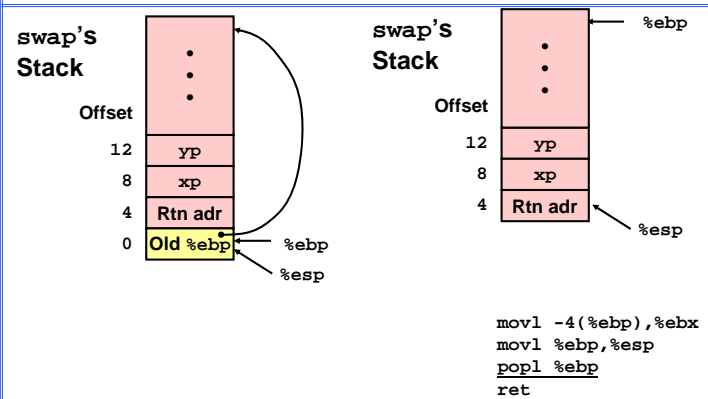 swap's
Stack
Offset
12 yp
8 xp
4 Rtn adr
0 Old %ebp
%ebp
%esp
swap's
Stack
%ebp
Offset
12 yp
8 xp
4 Rtn adr
%esp
movl -4(%ebp),%ebx
movl %ebp,%esp
popl %ebp
ret